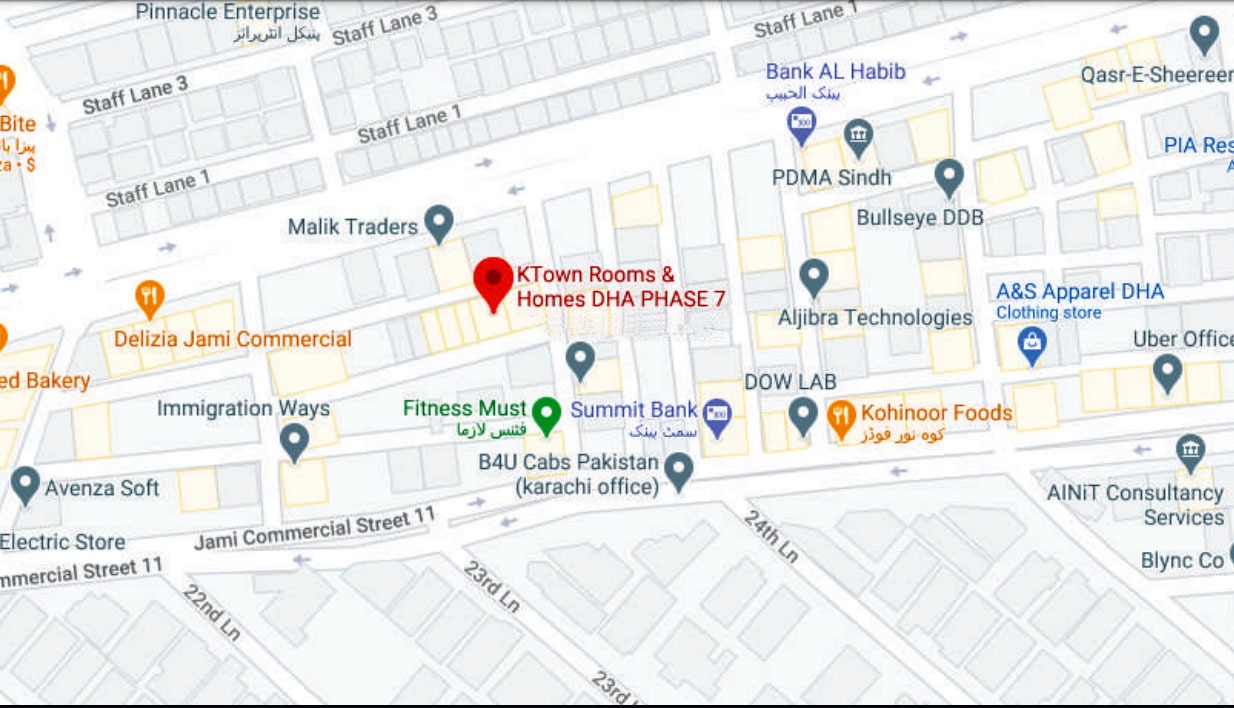 Pinnacle Enterprise
پینکل انٹرپرائز
Staff Lane 3
Staff Lane 1
Staff Lane 3
Bank AL Habib
بینک الحبیب
Qasr-E-Sheereen
Bite
پیزا با
za • $
Staff Lane 1
PDMA Sindh
PIA Res
A
Staff Lane 1
Malik Traders
Bullseye DDB
KTown Rooms &
Homes DHA PHASE 7
A&S Apparel DHA
Clothing store
Aljibra Technologies
Delizia Jami Commercial
Uber Office
ed Bakery
DOW LAB
Immigration Ways
Fitness Must
فٹنس لازما
Summit Bank
سمٹ بینک
Kohinoor Foods
کوہ نور فوڈز
B4U Cabs Pakistan
(karachi office)
Avenza Soft
AINiT Consultancy
Services
Jami Commercial Street 11
Electric Store
24th Ln
Blync Co
mmercial Street 11
23rd Ln
22nd Ln
23rd